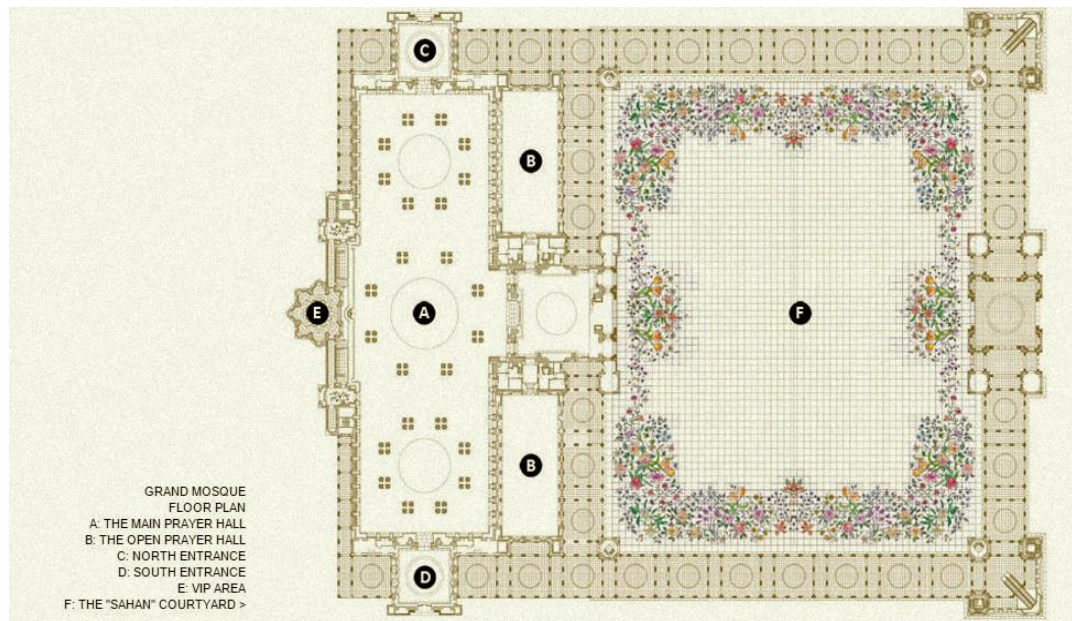 C
B
A
E
F
B
D
GRAND MOSQUE
FLOOR PLAN
A: THE MAIN PRAYER HALL
B: THE OPEN PRAYER HALL
C: NORTH ENTRANCE
D: SOUTH ENTRANCE
E: VIP AREA
F: THE "SAHAN" COURTYARD >